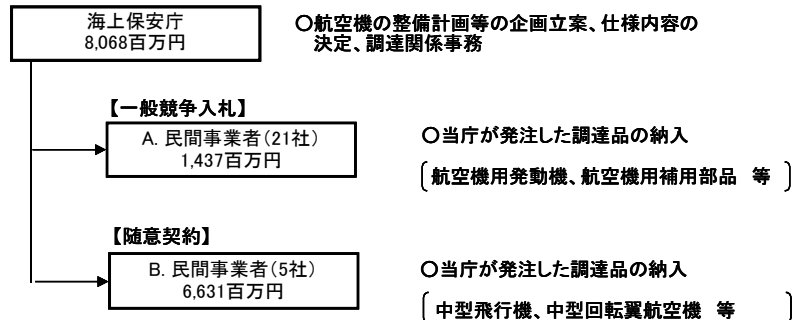 海上保安庁
8,068百万円
○航空機の整備計画等の企画立案、仕様内容の
決定、調達関係事務
【一般競争入札】
A. 民間事業者(21社)
1,437百万円
○当庁が発注した調達品の納入
航空機用発動機、航空機用補用部品 等
【随意契約】
B. 民間事業者(5社)
6,631百万円
○当庁が発注した調達品の納入
中型飛行機、中型回転翼航空機 等